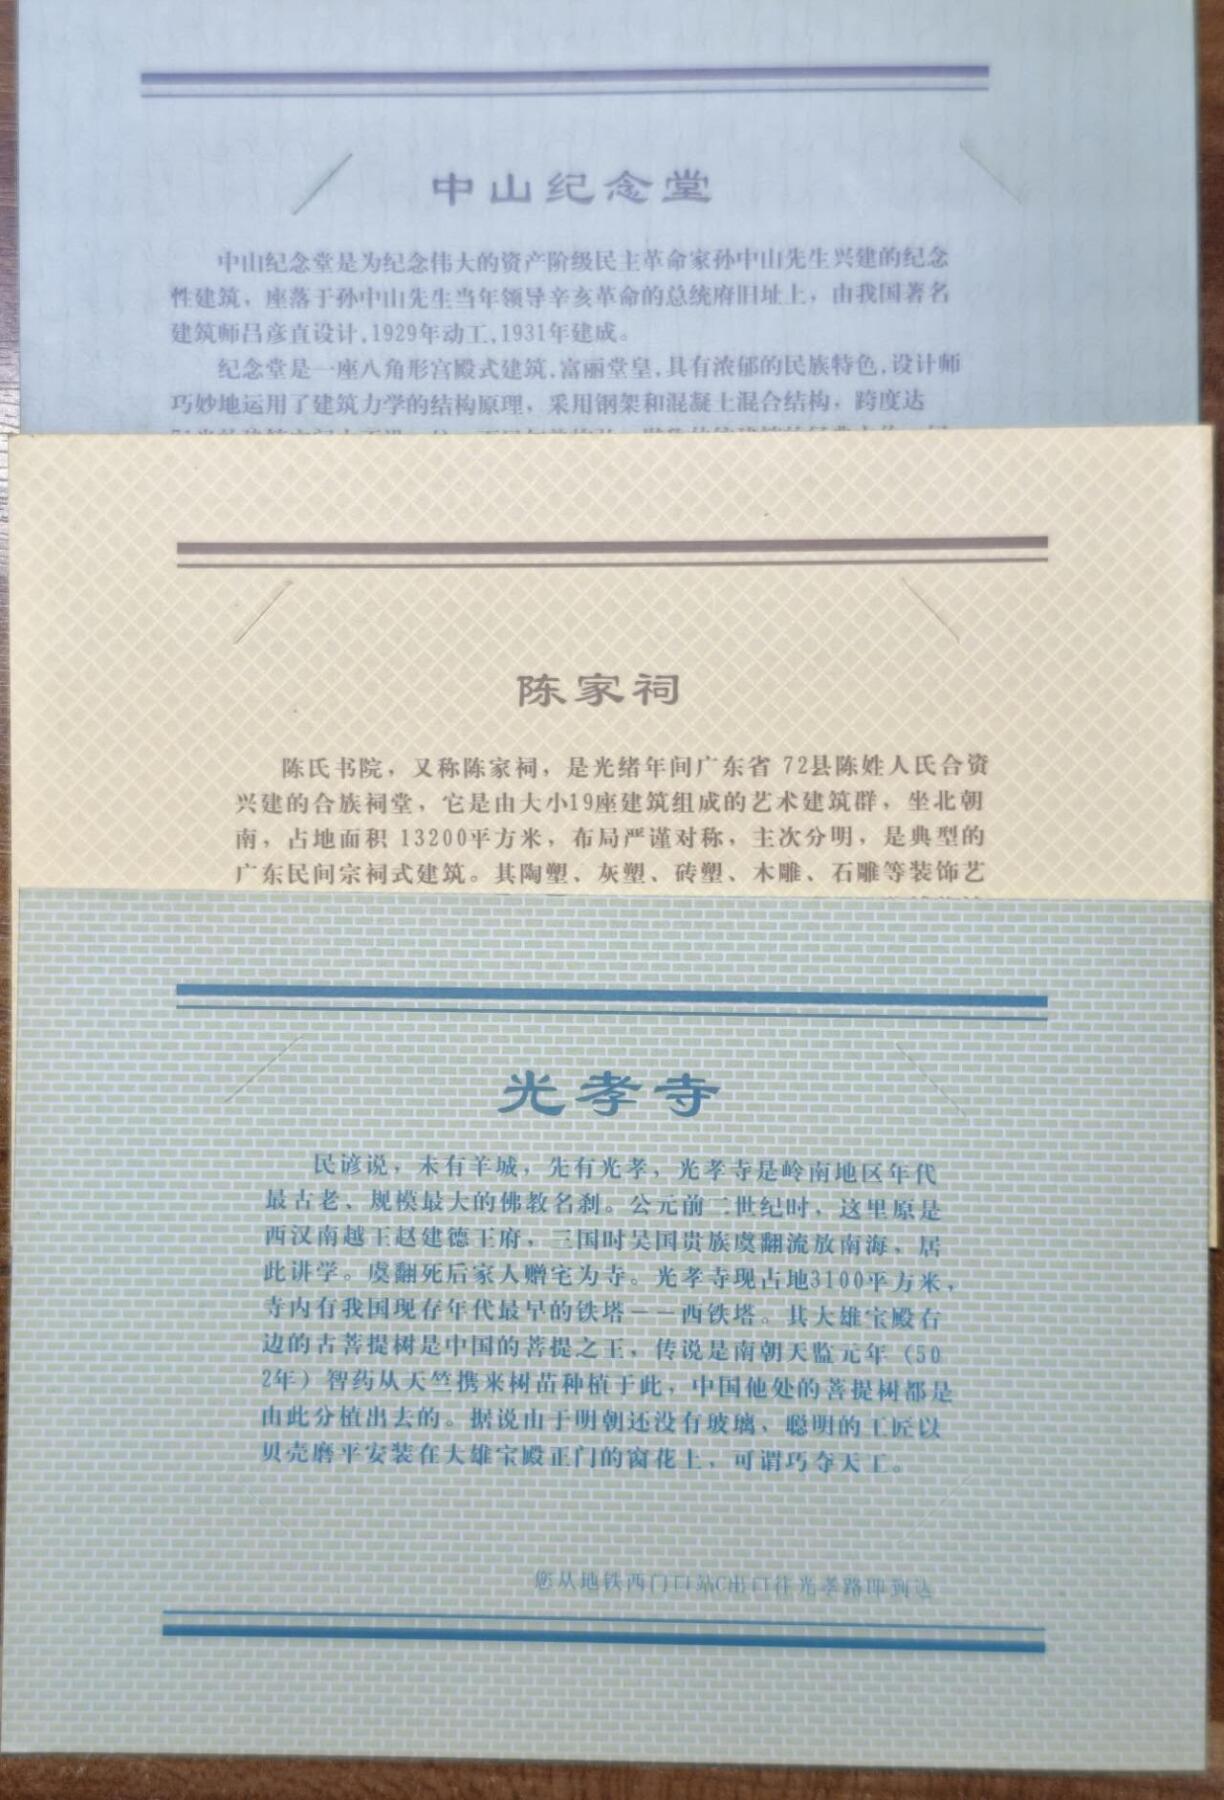 中山纪念堂
中山纪念堂是为纪念伟大的资产阶级民主革命家孙中山先生兴建的纪念
性建筑，座落于孙中山先生当年领导辛亥革命的总统府旧址上，由我国著名
建筑师吕彦直设计，1929年动工，1931年建成。
纪念堂是一座八角形宫殿式建筑，富丽堂皇，具有浓郁的民族特色，设计师
巧妙地运用了建筑力学的结构原理，采用钢架和混凝土混合结构，跨度达
陈家祠
陈氏书院，又称陈家祠，是光绪年间广东省 72县陈姓人氏合资
兴建的合族祠堂，它是由大小19座建筑组成的艺术建筑群，坐北朝
南，占地面积 13200平方米，布局严谨对称，主次分明，是典型的
广东民间宗祠式建筑。其陶塑、灰塑、砖塑、木雕、石雕等装饰艺
光孝寺
民谚说，未有羊城，先有光孝，光孝寺是岭南地区年代
最古老、规模最大的佛教名刹。公元前二世纪时，这里原是
西汉南越王赵建德王府，三国时吴国贵族虞翻流放南海，居
此讲学。虞翻死后家人赠宅为寺。光孝寺现占地3100平方米，
寺内有我国现存年代最早的铁塔——西铁塔。其大雄宝殿右
边的古菩提树是中国的菩提之王，传说是南朝天监元年（50
2年）智药从天竺携来树苗种植于此，中国他处的菩提树都是
由此分植出去的。据说由于明朝还没有玻璃，聪明的工匠以
贝壳磨平安装在大雄宝殿正门的窗花上，可谓巧夺天工。
您从地铁西门口站C出口往光孝路即到达